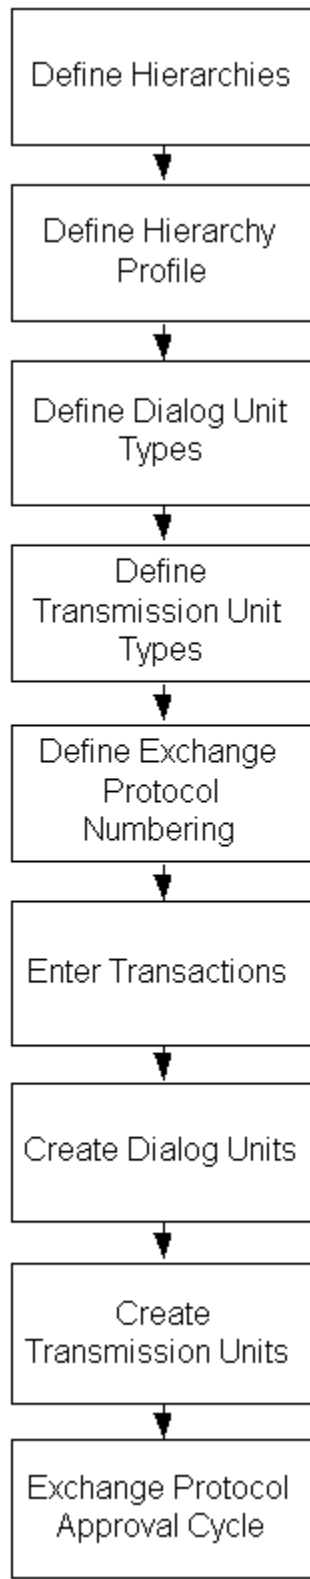 Define Hierarchies
Define Hierarchy
Profile
Define Dialog Unit
Types
Define
Transmission Unit
Types
Define Exchange
Protocol
Numbering
Enter Transactions
Create Dialog Units
Create
Transmission Units
Exchange Protocol
Approval Cycle